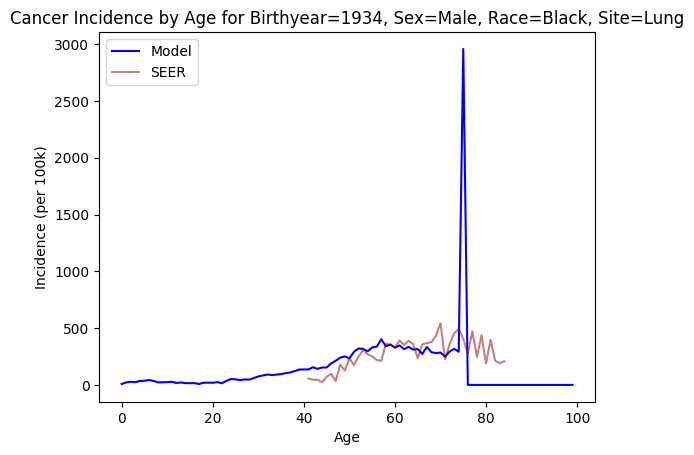 Cancer Incidence by Age for Birthyear=1934, Sex=Male, Race=Black, Site=Lung
Model
SEER
Incidence (per 100k)
3000
2500
2000
1500
1000
500
0
0 20 40 60 80 100
Age